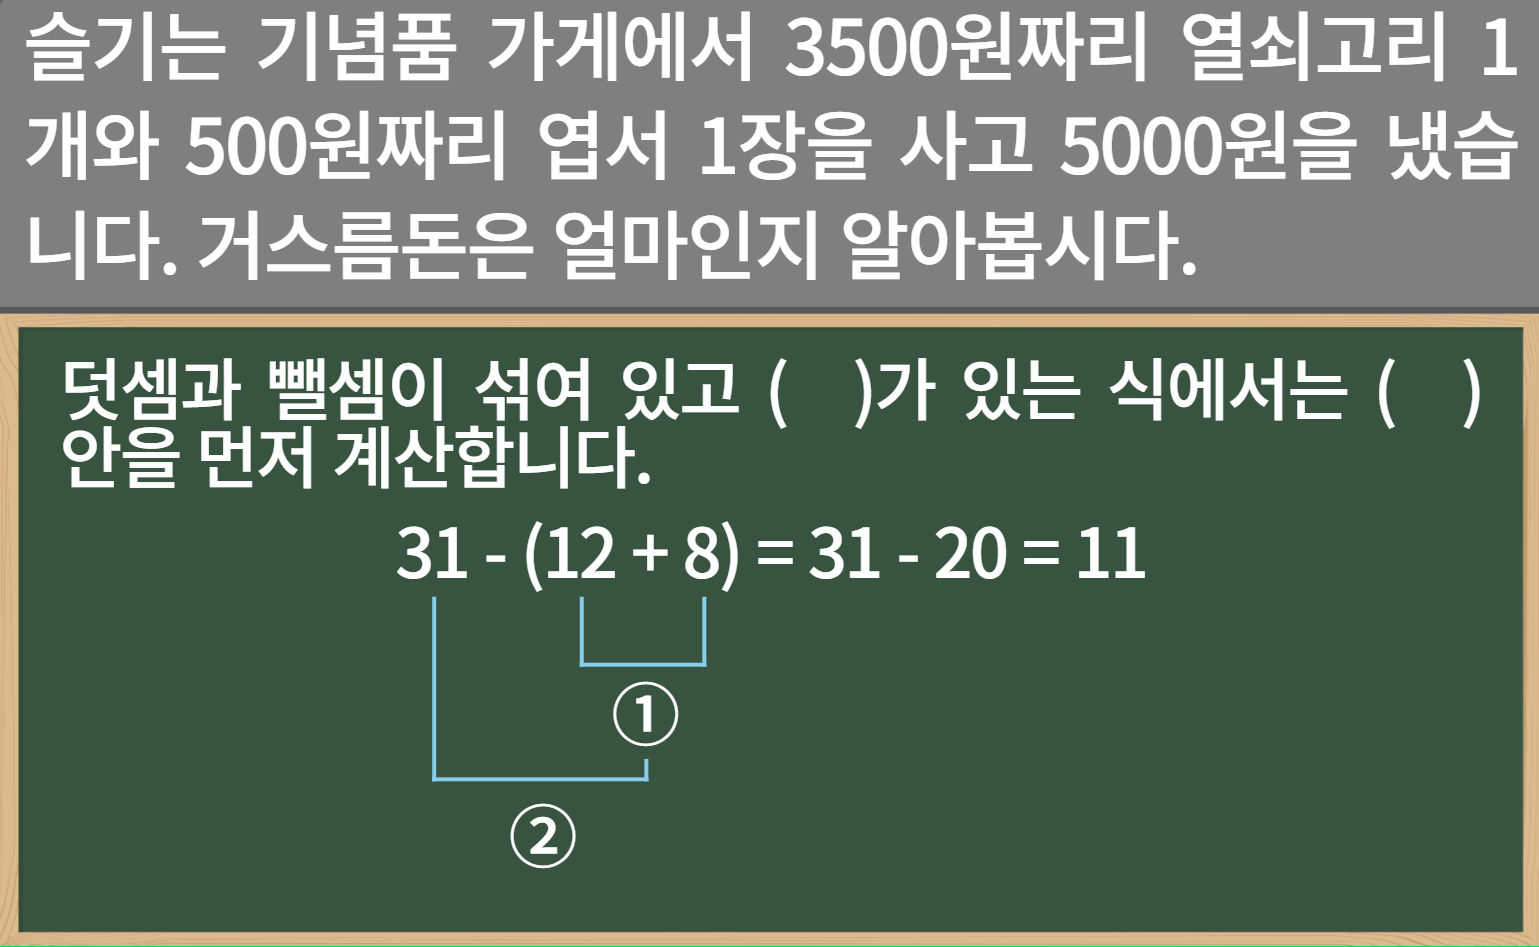 슬기는 기념품 가게에서 3500원짜리 열쇠고리 1
개와 500원짜리 엽서 1장을 사고 5000원을 냈습
니다. 거스름돈은 얼마인지 알아봅시다.
덧셈과 뺄셈이 섞여 있고 (   )가 있는 식에서는 (   )
안을 먼저 계산합니다.
31 - (12 + 8) = 31 - 20 = 11
①
②